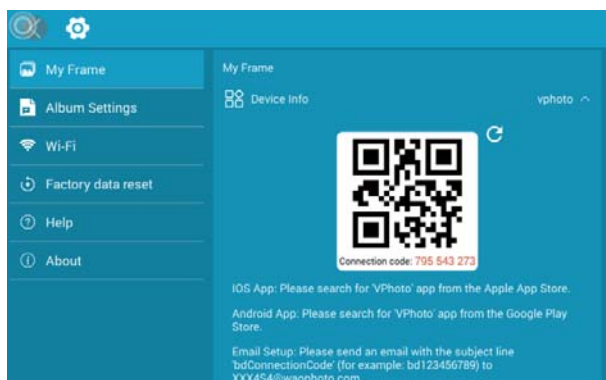 My Frame
Album Settings
Wi-Fi
Factory data reset
Help
About
My Frame
Device Info
vphoto
Connection code: 795 543 273
IOS App: Please search for 'VPhoto' app from the Apple App Store.
Android App: Please search for 'VPhoto' app from the Google Play
Store.
Email Setup: Please send an email with the subject line
'bdConnectionCode' (for example: bd123456789) to
XXX4S4@waophoto.com